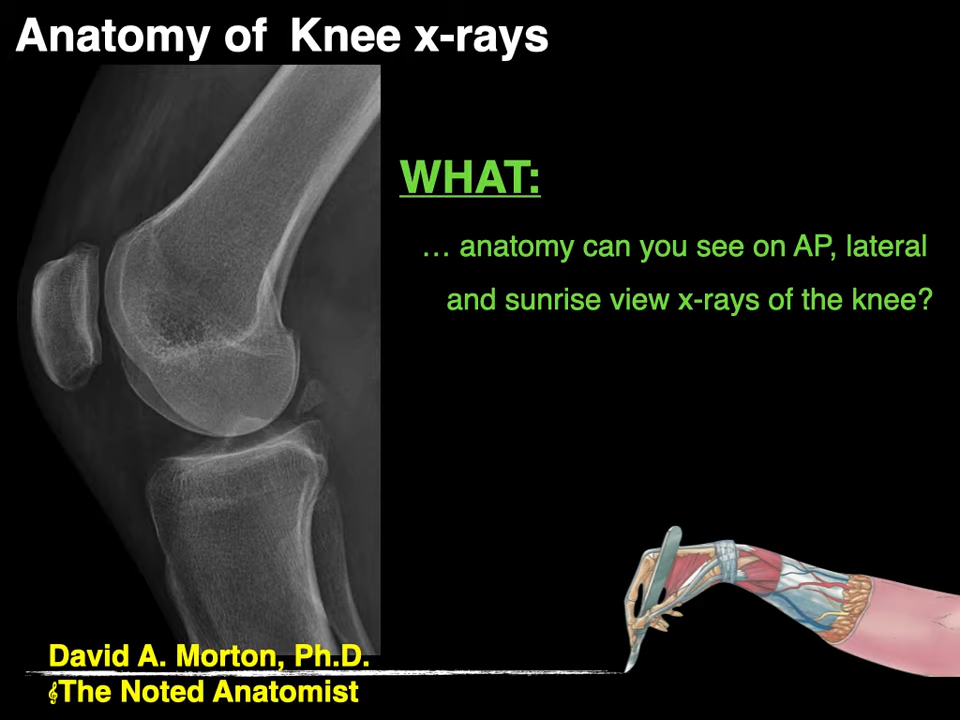 Anatomy of Knee x-rays
WHAT:
… anatomy can you see on AP, lateral
and sunrise view x-rays of the knee?
David A. Morton, Ph.D.
𝄞The Noted Anatomist